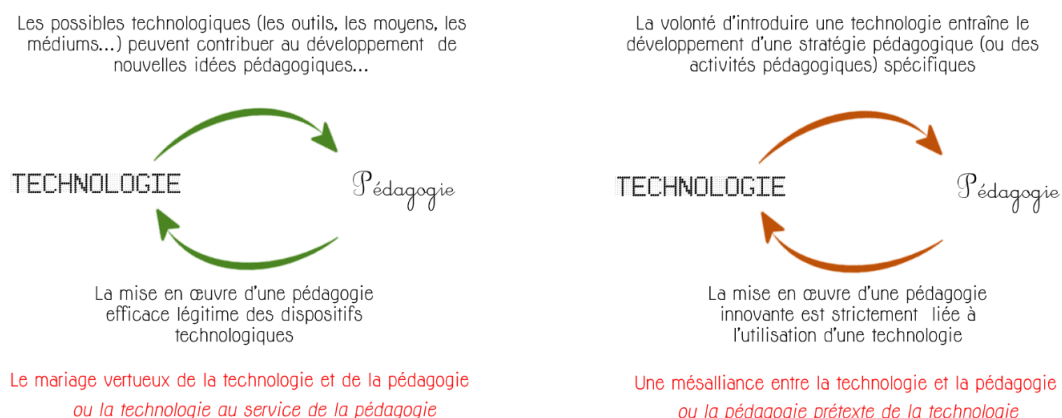 Les possibles technologiques (les outils, les moyens, les
médiums...) peuvent contribuer au développement de
nouvelles idées pédagogiques...
TECHNOLOGIE
Pédagogie
La mise en œuvre d'une pédagogie
efficace légitime des dispositifs
technologiques
Le mariage vertueux de la technologie et de la pédagogie
ou la technologie au service de la pédagogie
La volonté d'introduire une technologie entraîne le
développement d'une stratégie pédagogique (ou des
activités pédagogiques) spécifiques
TECHNOLOGIE
Pédagogie
La mise en œuvre d'une pédagogie
innovante est strictement liée à
l'utilisation d'une technologie
Une mésalliance entre la technologie et la pédagogie
ou la pédagogie prétexte de la technologie